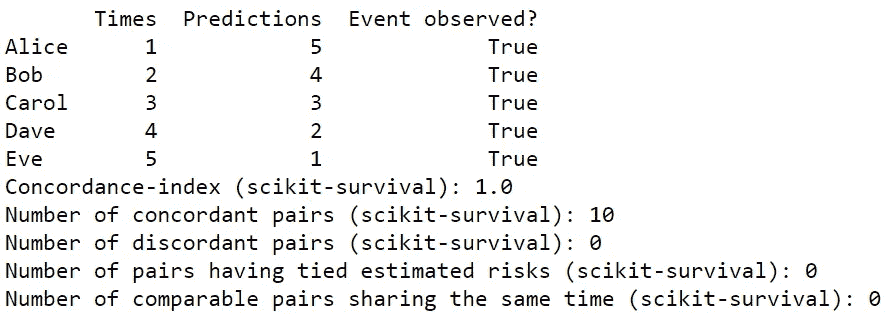 Times Predictions Event observed?
Alice 1 5 True
Bob 2 4 True
Carol 3 3 True
Dave 4 2 True
Eve 5 1 True
Concordance-index (scikit-survival): 1.0
Number of concordant pairs (scikit-survival): 10
Number of discordant pairs (scikit-survival): 0
Number of pairs having tied estimated risks (scikit-survival): 0
Number of comparable pairs sharing the same time (scikit-survival): 0